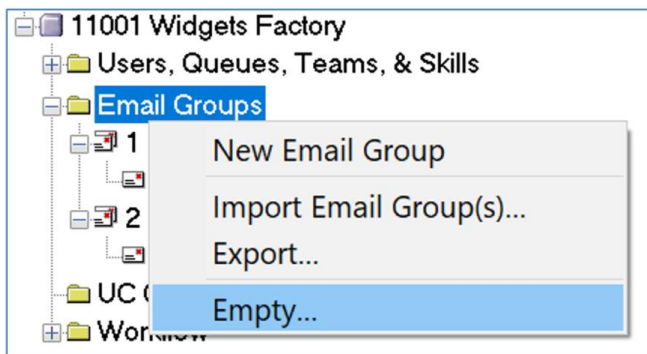 11001 Widgets Factory
Users, Queues, Teams, & Skills
Email Groups
1
New Email Group
2
Import Email Group(s)...
Export...
UC
Empty...